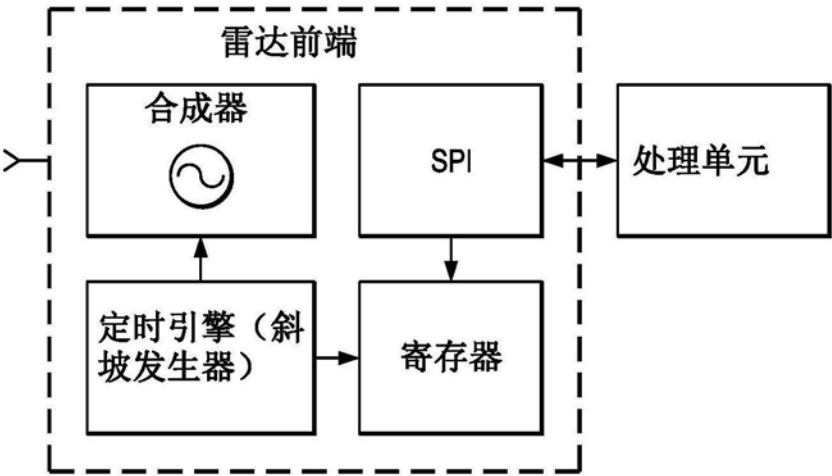 雷达前端
合成器
SPI
处理单元
定时引擎（斜
坡发生器）
寄存器